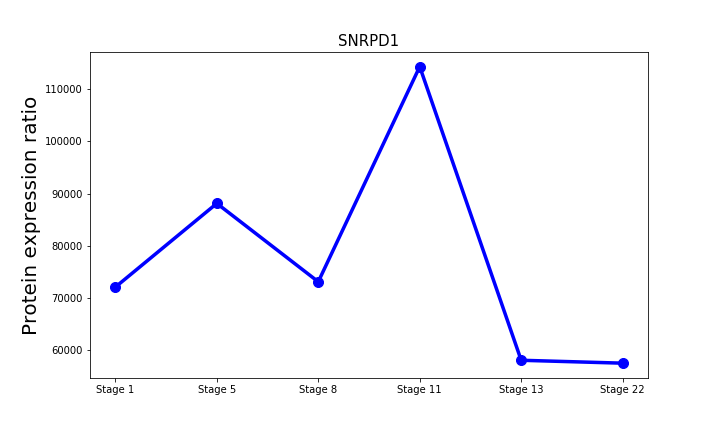 SNRPD1
Protein expression ratio
110000
100000
90000
80000
70000
60000
Stage 1 Stage 5 Stage 8 Stage 11 Stage 13 Stage 22